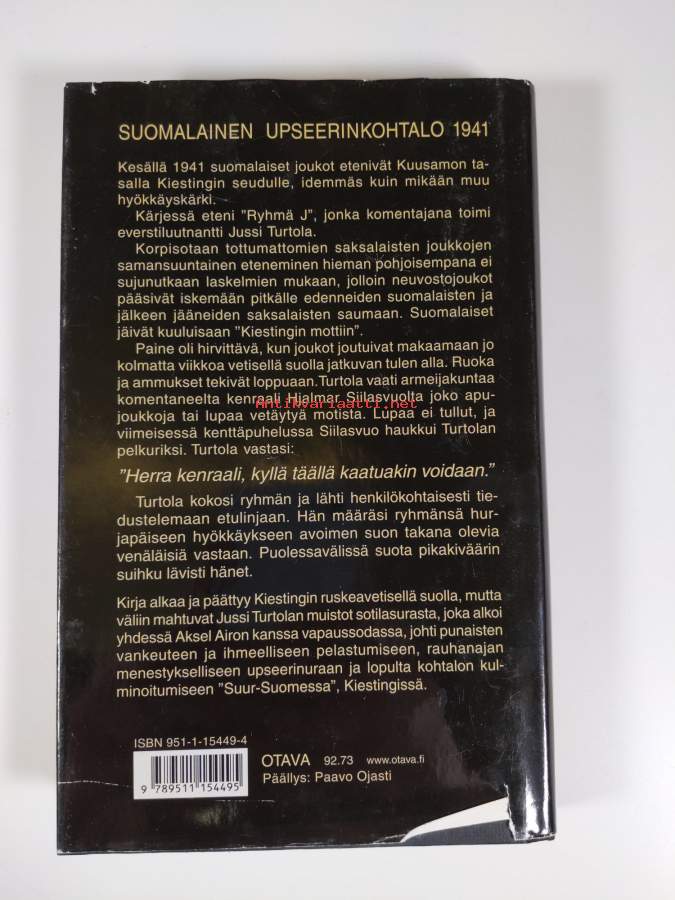 SUOMALAINEN UPSEERINKOHTALO 1941
Kesällä 1941 suomalaiset joukot etenivät Kuusamon ta-
salla Kiestingin seudulle, idemmäs kuin mikään muu
hyökkäyskärki.
Kärjessä eteni "Ryhmä J", jonka komentajana toimi
everstiluutnantti Jussi Turtola.
Korpisotaan tottumattomien saksalaisten joukkojen
samansuuntainen eteneminen hieman pohjoisempana ei
sujunutkaan laskelmien mukaan, jolloin neuvostojoukot
pääsivät iskemään pitkälle edenneiden suomalaisten ja
jälkeen jääneiden saksalaisten saumaan. Suomalaiset
jäivät kuuluisaan "Kiestingin mottiin".
Paine oli hirvittävä, kun joukot joutuivat makaamaan jo
kolmatta viikkoa vetisellä suolla jatkuvan tulen alla. Ruoka
ja ammukset tekivät loppuaan. Turtola vaati armeijakuntaa
komentaneelta kenraali Hjalmar Siilasvuolta joko apu-
joukkoja tai lupaa vetäytyä motista. Lupaa ei tullut, ja
viimeisessä kenttäpuhelussa Siilasvuo haukkui Turtolan
pelkuriksi. Turtola vastasi:
"Herra kenraali, kyllä täällä kaatuakin voidaan."
Turtola kokosi ryhmän ja lähti henkilökohtaisesti tie-
dustelemaan etulinjaan. Hän määräsi ryhmänsä hur-
japäiseen hyökkäykseen avoimen suon takana olevia
venäläisiä vastaan. Puolessavälissä suota pikakiväärin
suihku lävisti hänet.
Kirja alkaa ja päättyy Kiestingin ruskeavetisellä suolla, mutta
väliin mahtuvat Jussi Turtolan muistot sotilasurasta, joka alkoi
yhdessä Aksel Airon kanssa vapaussodassa, johti punaisten
vankeuteen ja ihmeelliseen pelastumiseen, rauhanajan
menestykselliseen upseerinuraan ja lopulta kohtalon kul-
minoitumiseen "Suur-Suomessa", Kiestingissä.
ISBN 951-1-15449-4
OTAVA 92.73 www.otava.fi
Päällys: Paavo Ojasti
9 789511 154495
Antikvariaatti.net